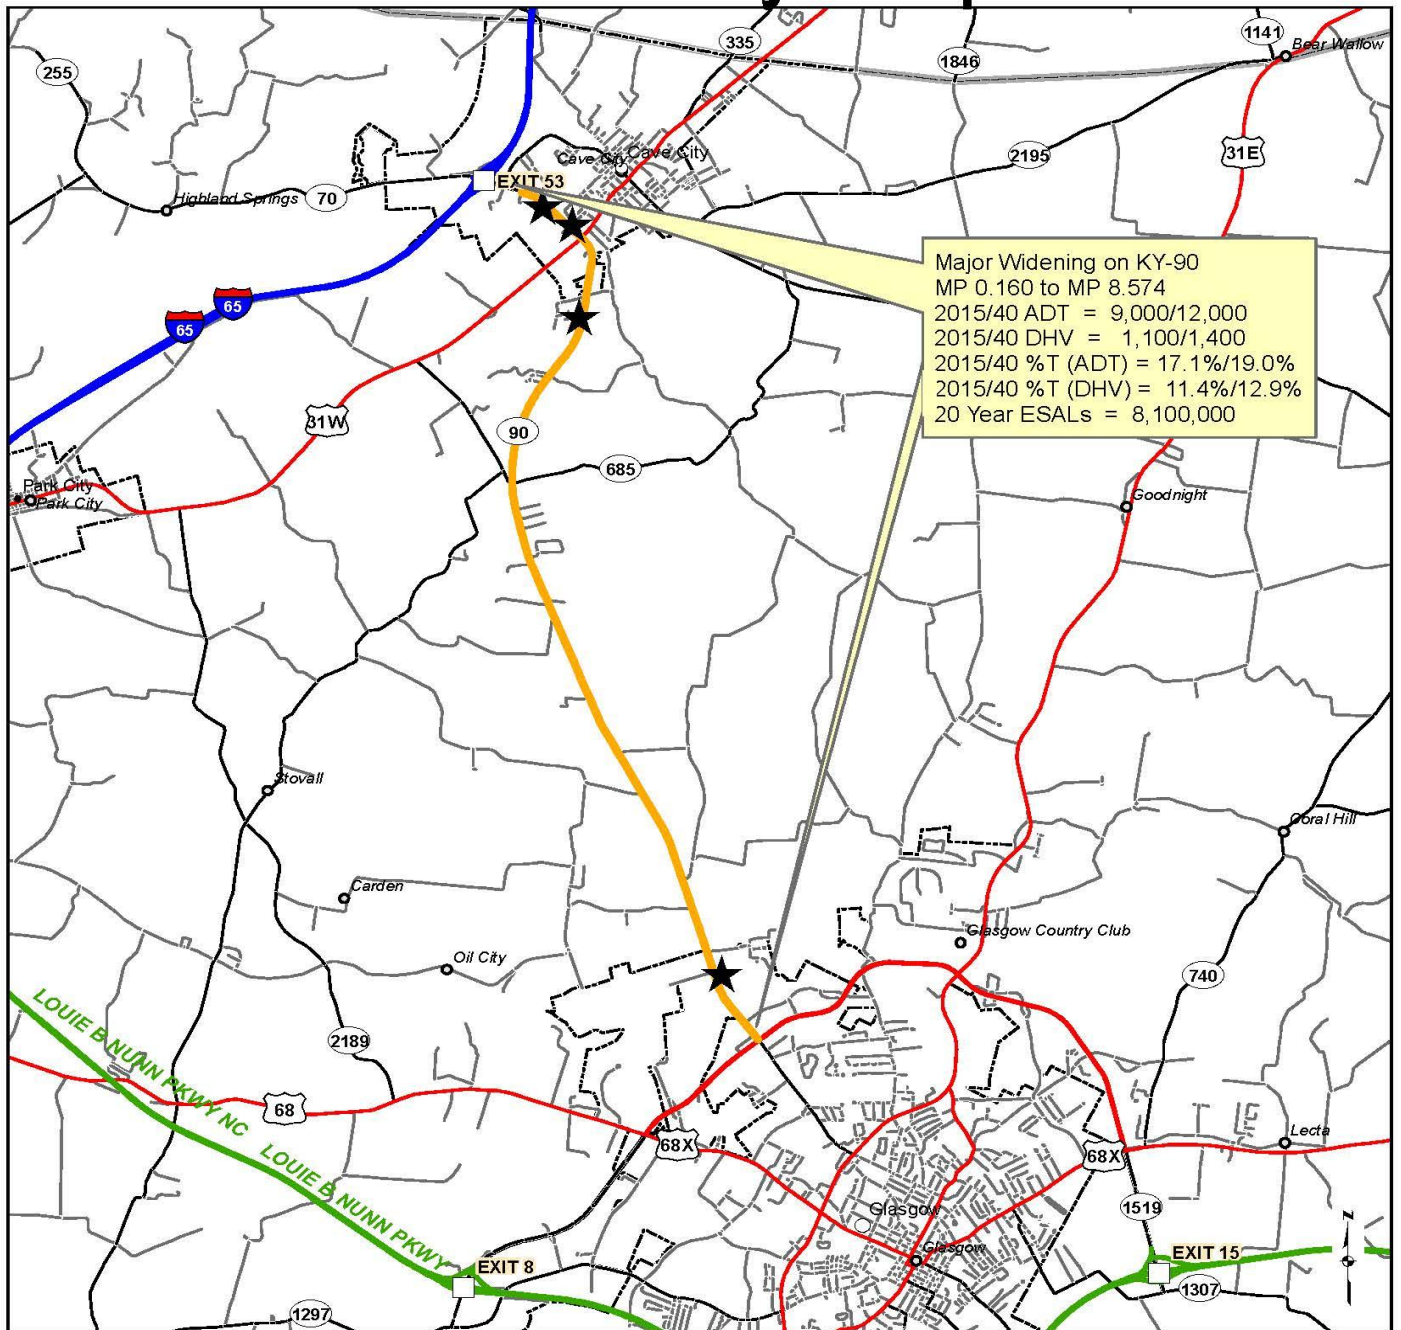 335
1141
Bear Wallow
1846
255
31E
2195
Cave City
Cave City
EXIT 53
70
Highland Springs
65
65
Major Widening on KY-90
MP 0.160 to MP 8.574
2015/40 ADT = 9,000/12,000
2015/40 DHV = 1,100/1,400
2015/40 %T (ADT) = 17.1%/19.0%
2015/40 %T (DHV) = 11.4%/12.9%
20 Year ESALs = 8,100,000
31W
90
685
Park City
Park City
Goodnight
Stovall
Coral Hill
Carden
Glasgow Country Club
Oil City
740
LOUIE B NUNN PKWY NC
2189
68
LOUIE B NUNN PKWY
68X
Lecta
68X
1519
Glasgow
Glasgow
N
EXIT 15
EXIT 8
1307
1297